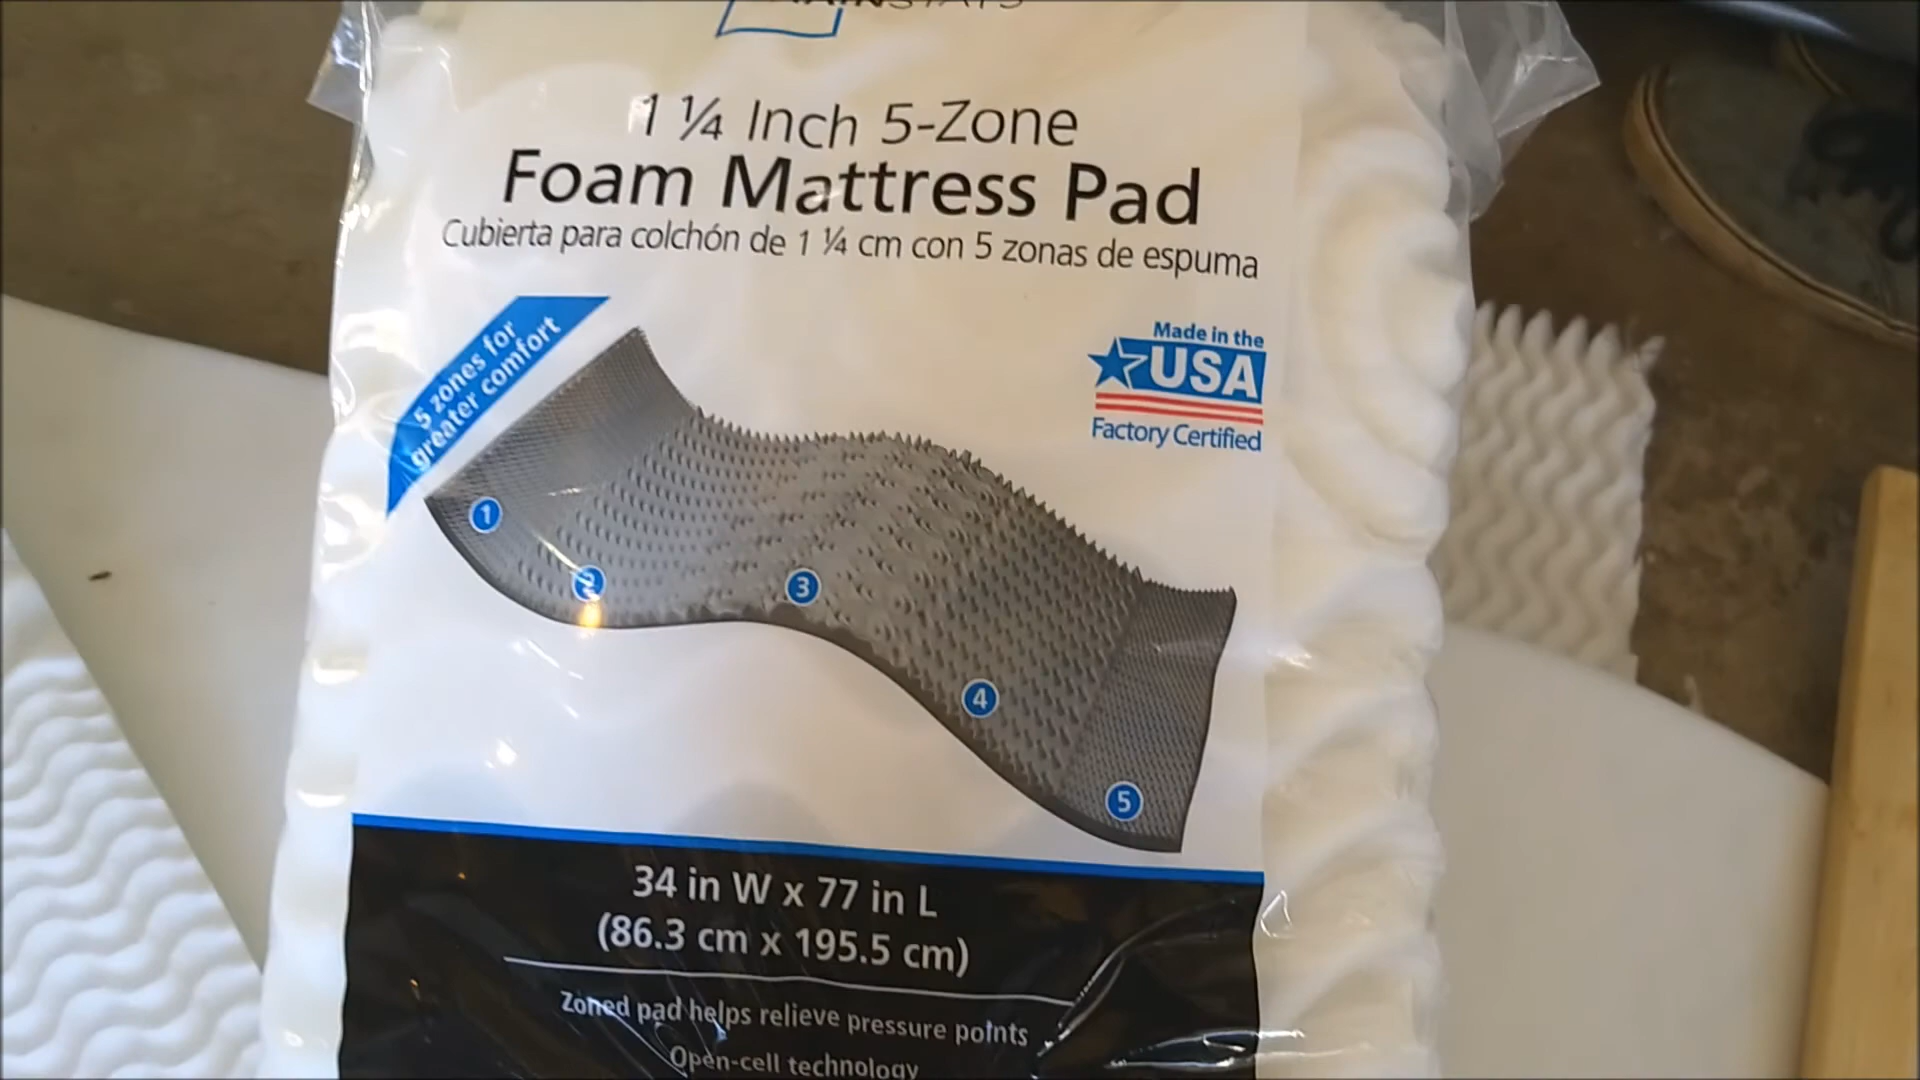 1 ¼ Inch 5-Zone
Foam Mattress Pad
Cubierta para colchón de 1 ¼ cm con 5 zonas de espuma
5 zones for
greater comfort
Made in the
USA
Factory Certified
1
2
3
4
5
34 in W x 77 in L
(86.3 cm x 195.5 cm)
Zoned pad helps relieve pressure points
Open-cell technology